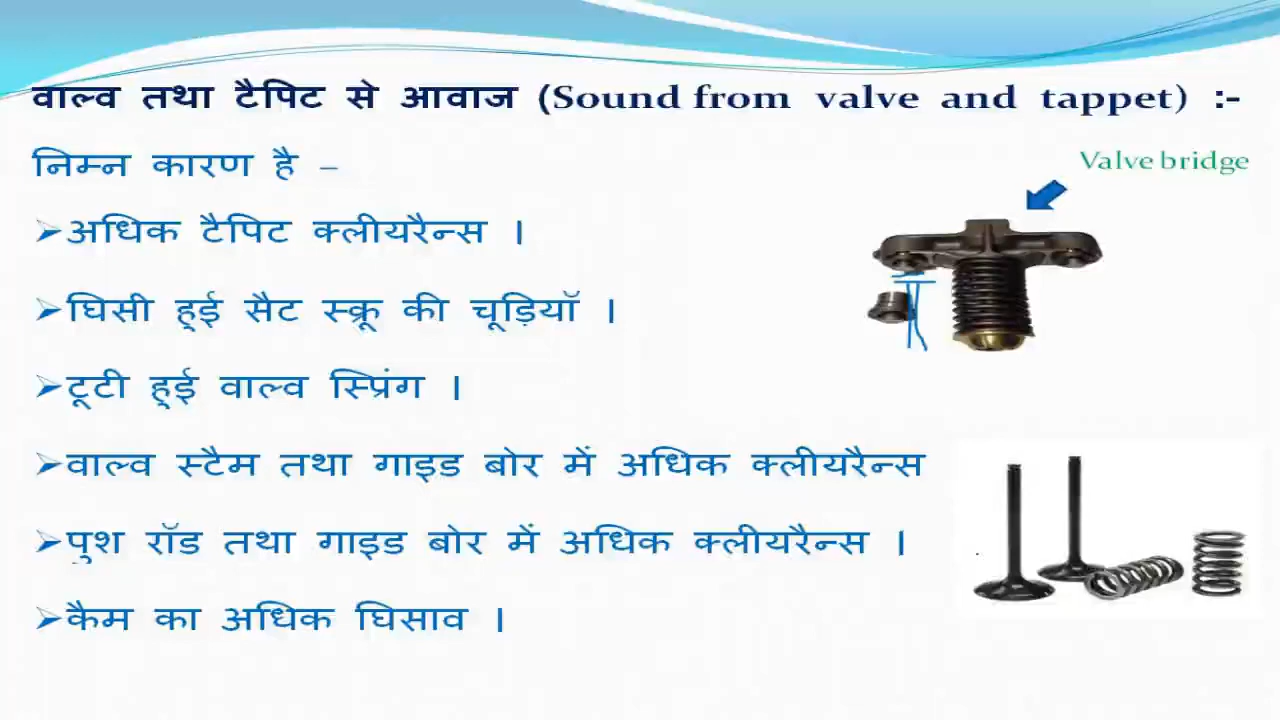 वाल्व तथा टैपिट से आवाज (Sound from valve and tappet) :-
निम्न कारण है –
Valve bridge
➢अधिक टैपिट क्लीयरैन्स ।
➢घिसी हुई सैट स्क्रू की चूड़ियाॅं ।
➢टूटी हुई वाल्व स्प्रिंग ।
➢वाल्व स्टैम तथा गाइड बोर में अधिक क्लीयरैन्स
➢पुश रॉड तथा गाइड बोर में अधिक क्लीयरैन्स ।
➢कैम का अधिक घिसाव ।